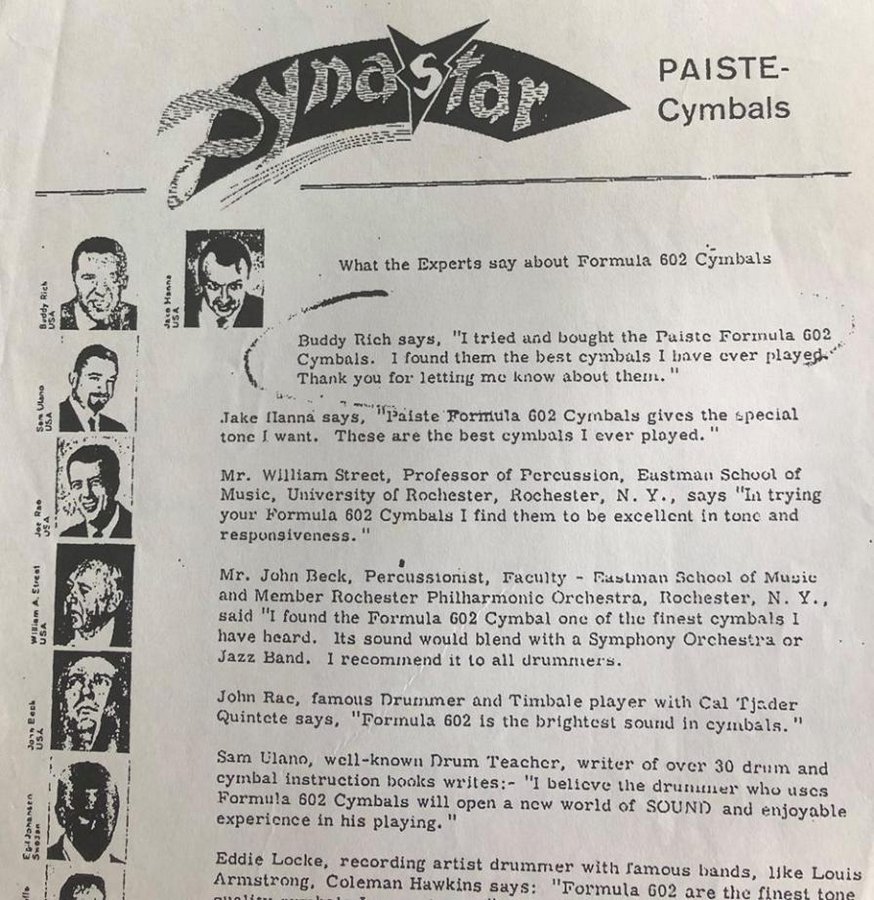 DynaStar
PAISTE-
Cymbals
Buddy Rich
USA
Jake Hanna
USA
What the Experts say about Formula 602 Cymbals
Buddy Rich says, "I tried and bought the Paiste Formula 602
Cymbals. I found them the best cymbals I have ever played.
Thank you for letting me know about them."
Sam Ulano
USA
Jake Hanna says, "Paiste Formula 602 Cymbals gives the special
tone I want. These are the best cymbals I ever played."
Joe Rae
USA
Mr. William Street, Professor of Percussion, Eastman School of
Music, University of Rochester, Rochester, N. Y., says "In trying
your Formula 602 Cymbals I find them to be excellent in tone and
responsiveness."
William A. Street
USA
Mr. John Beck, Percussionist, Faculty - Eastman School of Music
and Member Rochester Philharmonic Orchestra, Rochester, N. Y.,
said "I found the Formula 602 Cymbal one of the finest cymbals I
have heard. Its sound would blend with a Symphony Orchestra or
Jazz Band. I recommend it to all drummers.
John Beck
USA
John Rae, famous Drummer and Timbale player with Cal Tjader
Quintete says, "Formula 602 is the brightest sound in cymbals."
Egil Johansen
Sweden
Sam Ulano, well-known Drum Teacher, writer of over 30 drum and
cymbal instruction books writes:- "I believe the drummer who uses
Formula 602 Cymbals will open a new world of SOUND and enjoyable
experience in his playing."
Eddie Locke, recording artist drummer with famous bands, like Louis
Armstrong, Coleman Hawkins says: "Formula 602 are the finest tone